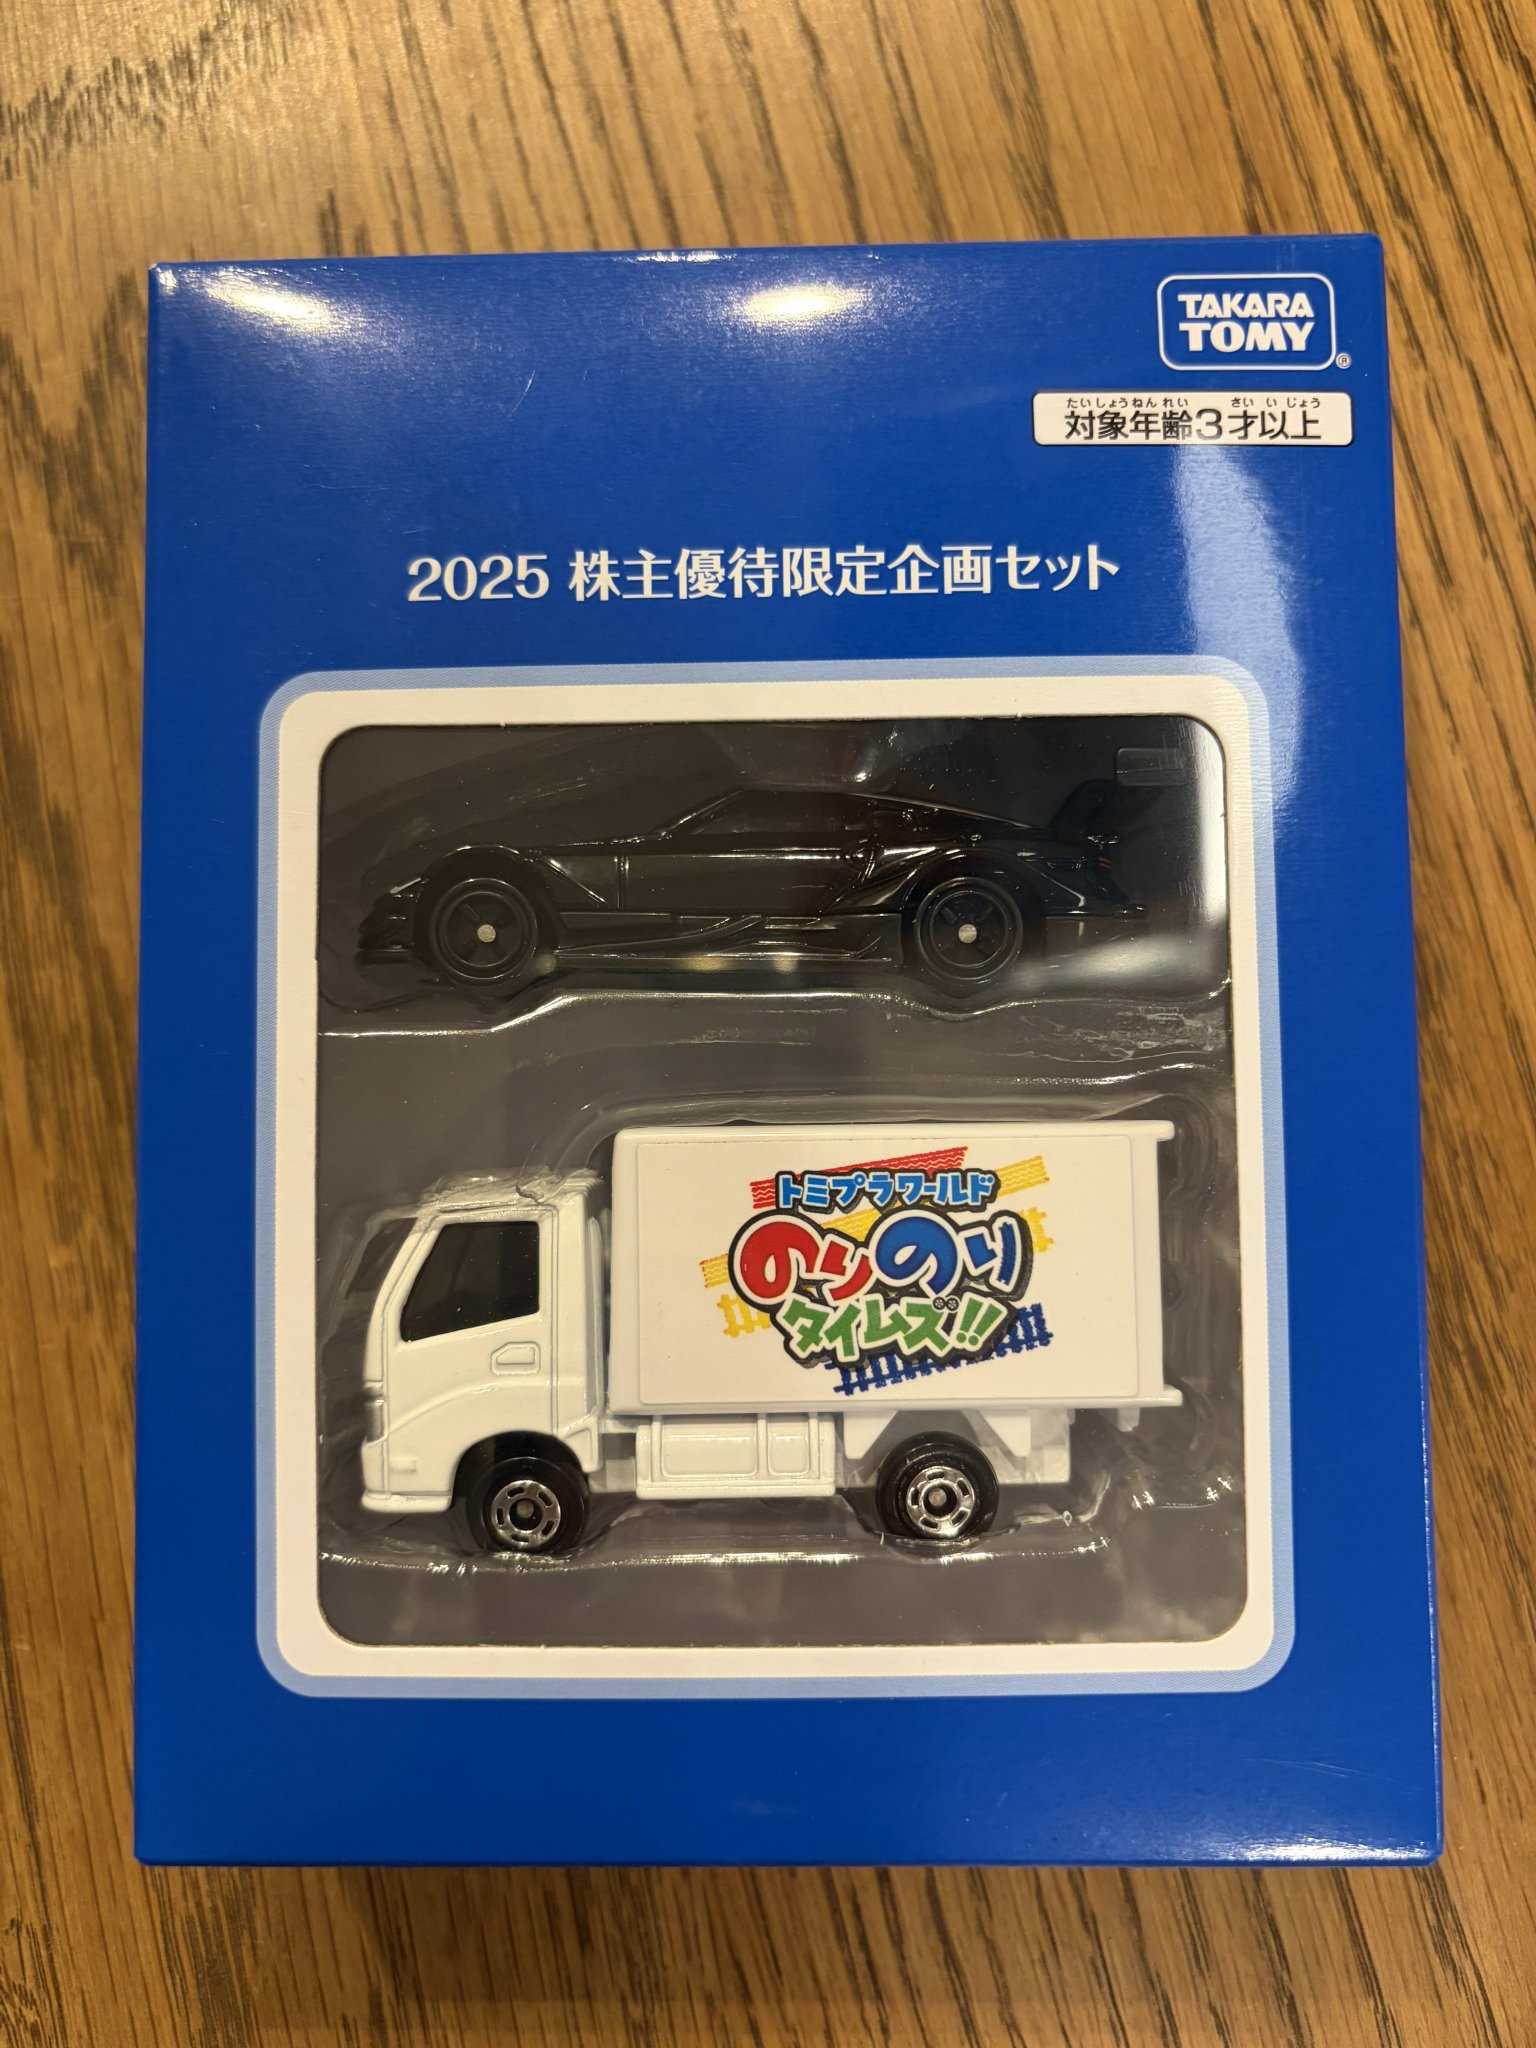 TAKARA
TOMY
®
たいしょうねんれい さい いじょう
対象年齢3才以上
2025 株主優待限定企画セット
トミプラワールド
のりのり
タイムズ!!